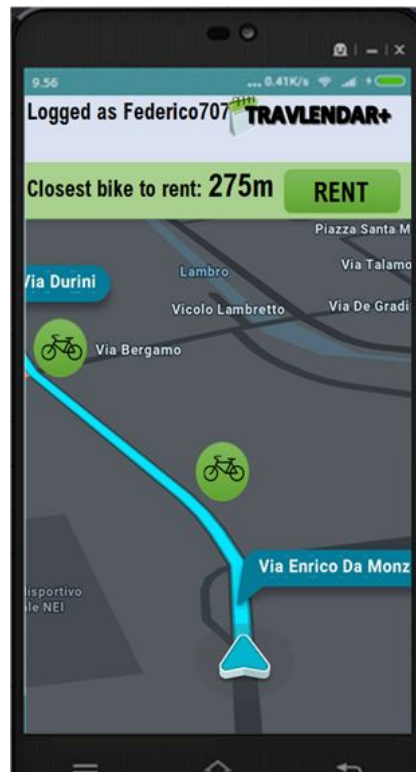 9.56
... 0.41K/s
Logged as Federico707
TRAVLENDAR+
Closest bike to rent: 275m
RENT
Piazza Santa M
Via Talamo
Lambro
Via Durini
Vicolo Lambretto
Via De Gradi
Via Bergamo
Via Enrico Da Monz
isportivo
ale NEI